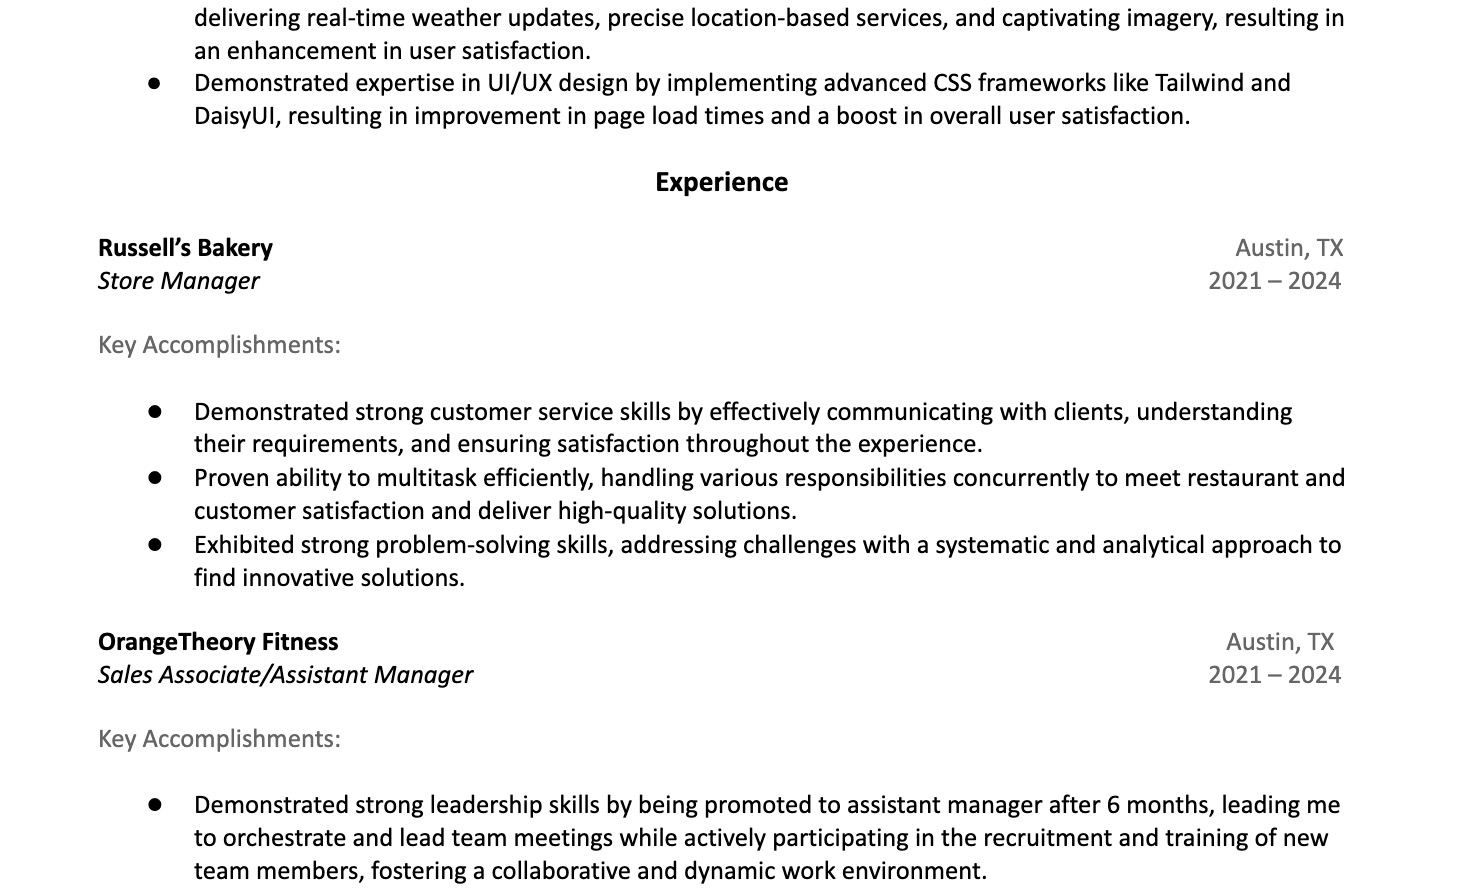 delivering real-time weather updates, precise location-based services, and captivating imagery, resulting in
an enhancement in user satisfaction.
● Demonstrated expertise in UI/UX design by implementing advanced CSS frameworks like Tailwind and
DaisyUI, resulting in improvement in page load times and a boost in overall user satisfaction.
Experience
Russell’s Bakery Austin, TX
Store Manager 2021 – 2024
Key Accomplishments:
● Demonstrated strong customer service skills by effectively communicating with clients, understanding
their requirements, and ensuring satisfaction throughout the experience.
● Proven ability to multitask efficiently, handling various responsibilities concurrently to meet restaurant and
customer satisfaction and deliver high-quality solutions.
● Exhibited strong problem-solving skills, addressing challenges with a systematic and analytical approach to
find innovative solutions.
OrangeTheory Fitness Austin, TX
Sales Associate/Assistant Manager 2021 – 2024
Key Accomplishments:
● Demonstrated strong leadership skills by being promoted to assistant manager after 6 months, leading me
to orchestrate and lead team meetings while actively participating in the recruitment and training of new
team members, fostering a collaborative and dynamic work environment.